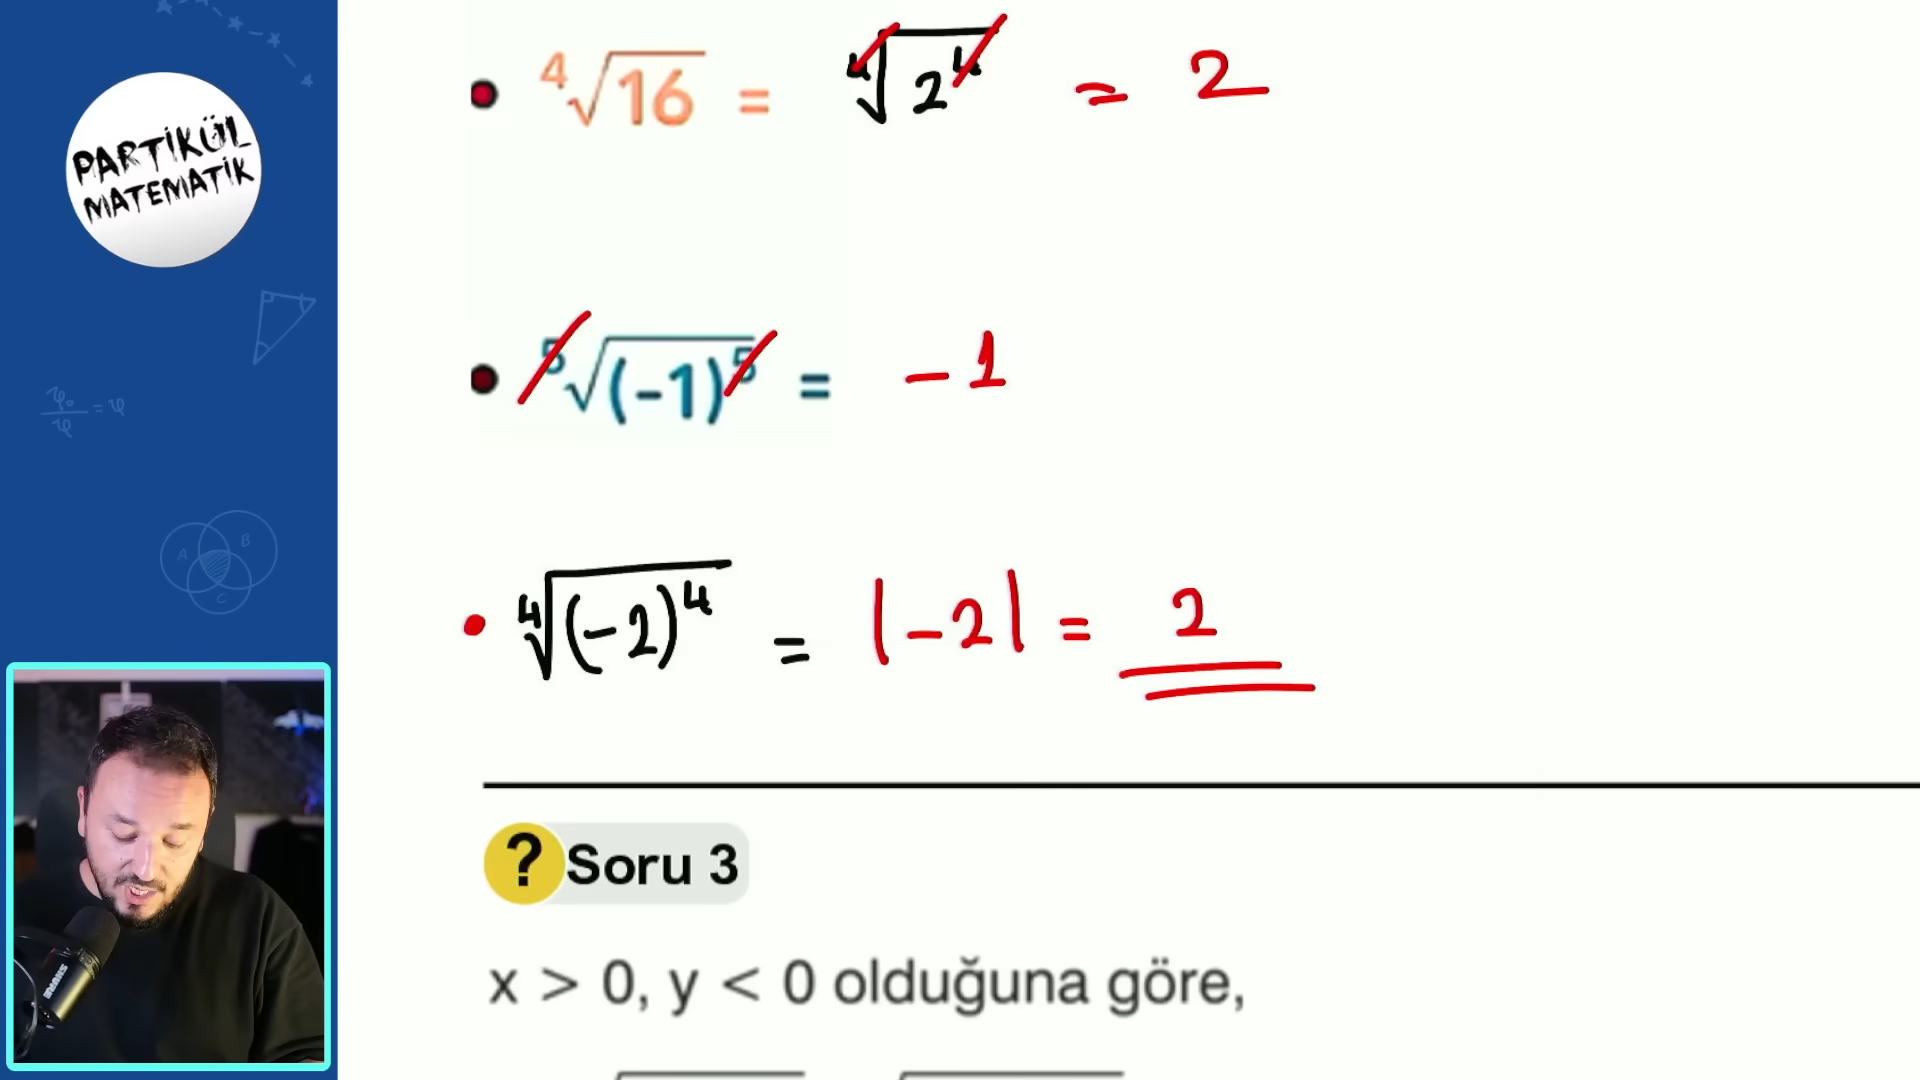 PARTİKÜL
MATEMATİK
• ⁴√16 = ⁴√2⁴ = 2
• ⁵√(-1)⁵ = -1
• ⁴√(-2)⁴ = |-2| = 2
? Soru 3
x > 0, y < 0 olduğuna göre,
A B
C
SHURE